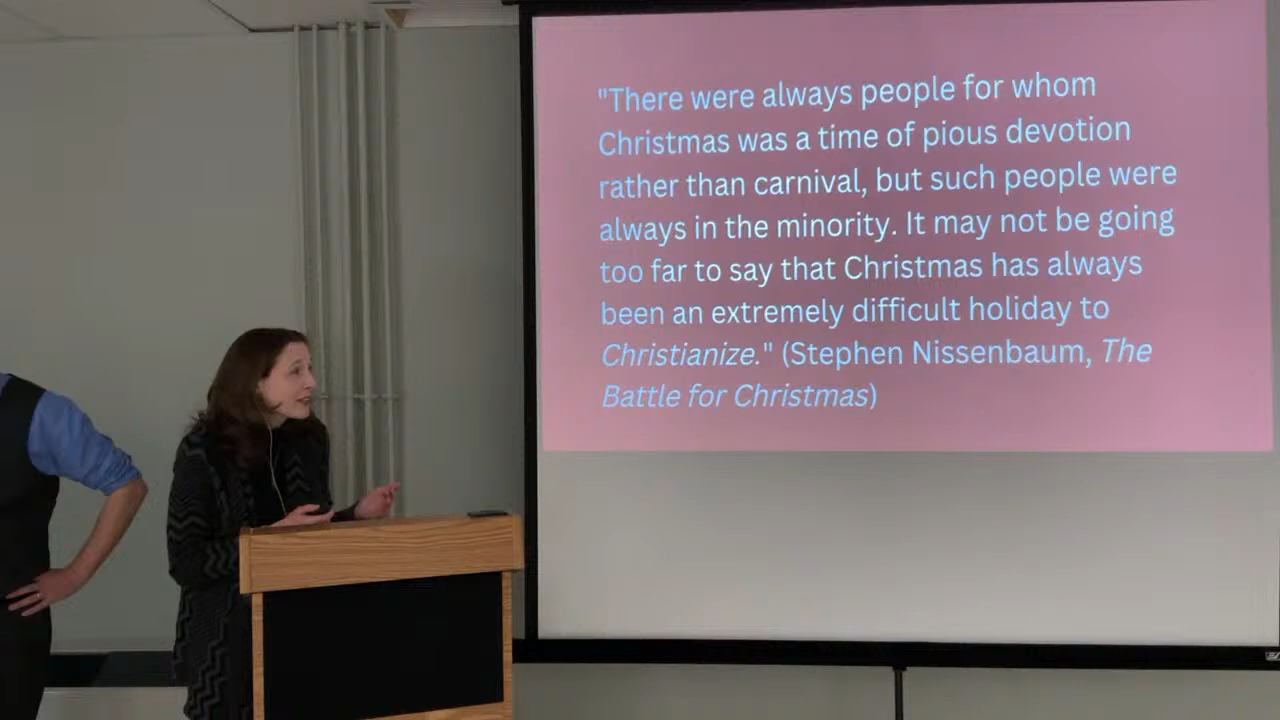 "There were always people for whom
Christmas was a time of pious devotion
rather than carnival, but such people were
always in the minority. It may not be going
too far to say that Christmas has always
been an extremely difficult holiday to
Christianize." (Stephen Nissenbaum, The
Battle for Christmas)